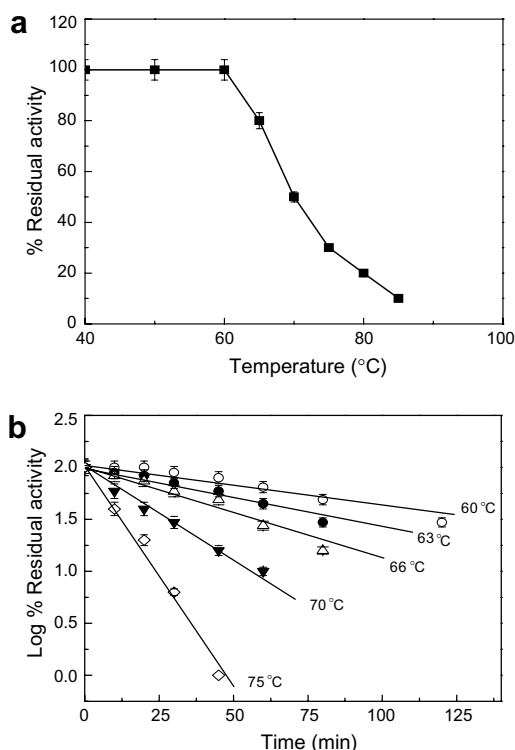 a
120
100
80
60
40
20
0
% Residual activity
40 60 80 100
Temperature (°C)
b
2.5
2.0
1.5
1.0
0.5
0.0
Log % Residual activity
60 °C
63°C
66 °C
70 °C
75 °C
0 25 50 75 100 125
Time (min)